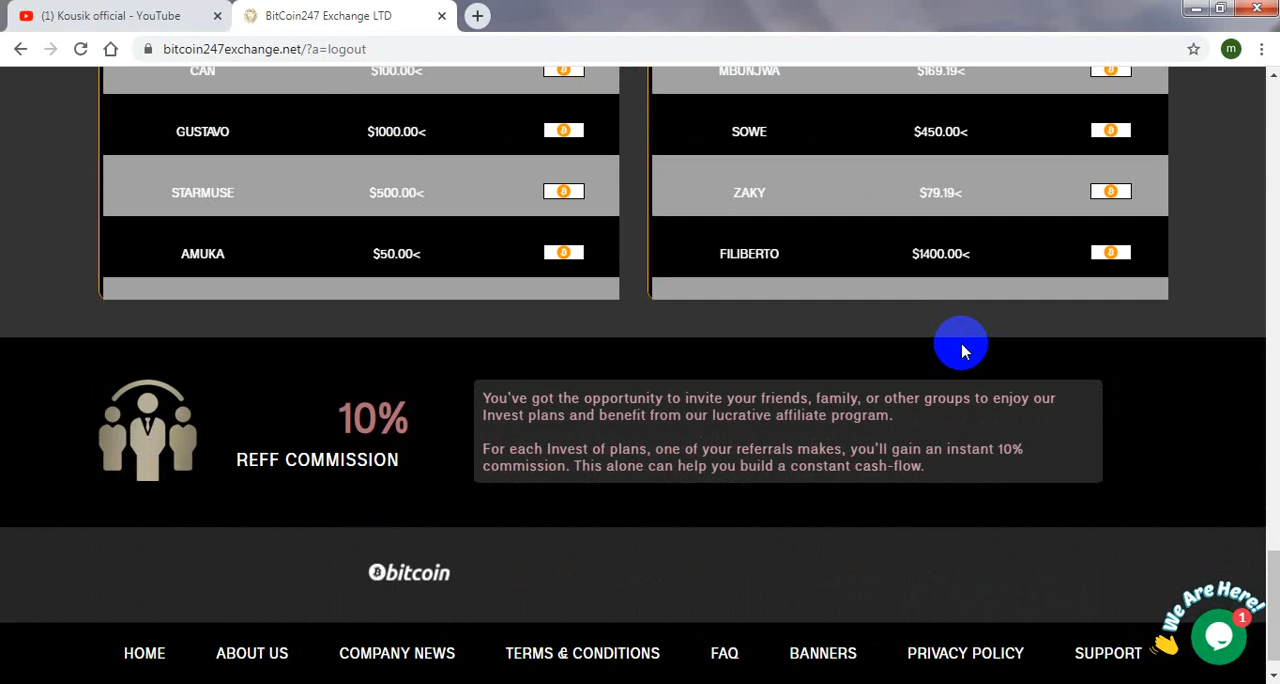 (1) Kousik official - YouTube
BitCoin247 Exchange LTD
bitcoin247exchange.net/?a=logout
m
CAN $100.00<
MBUNJWA $169.19<
GUSTAVO $1000.00<
SOWE $450.00<
STARMUSE $500.00<
ZAKY $79.19<
AMUKA $50.00<
FILIBERTO $1400.00<
10%
REFF COMMISSION
You've got the opportunity to invite your friends, family, or other groups to enjoy our
Invest plans and benefit from our lucrative affiliate program.
For each Invest of plans, one of your referrals makes, you'll gain an instant 10%
commission. This alone can help you build a constant cash-flow.
bitcoin
We Are Here!
1
HOME ABOUT US COMPANY NEWS TERMS & CONDITIONS FAQ BANNERS PRIVACY POLICY SUPPORT